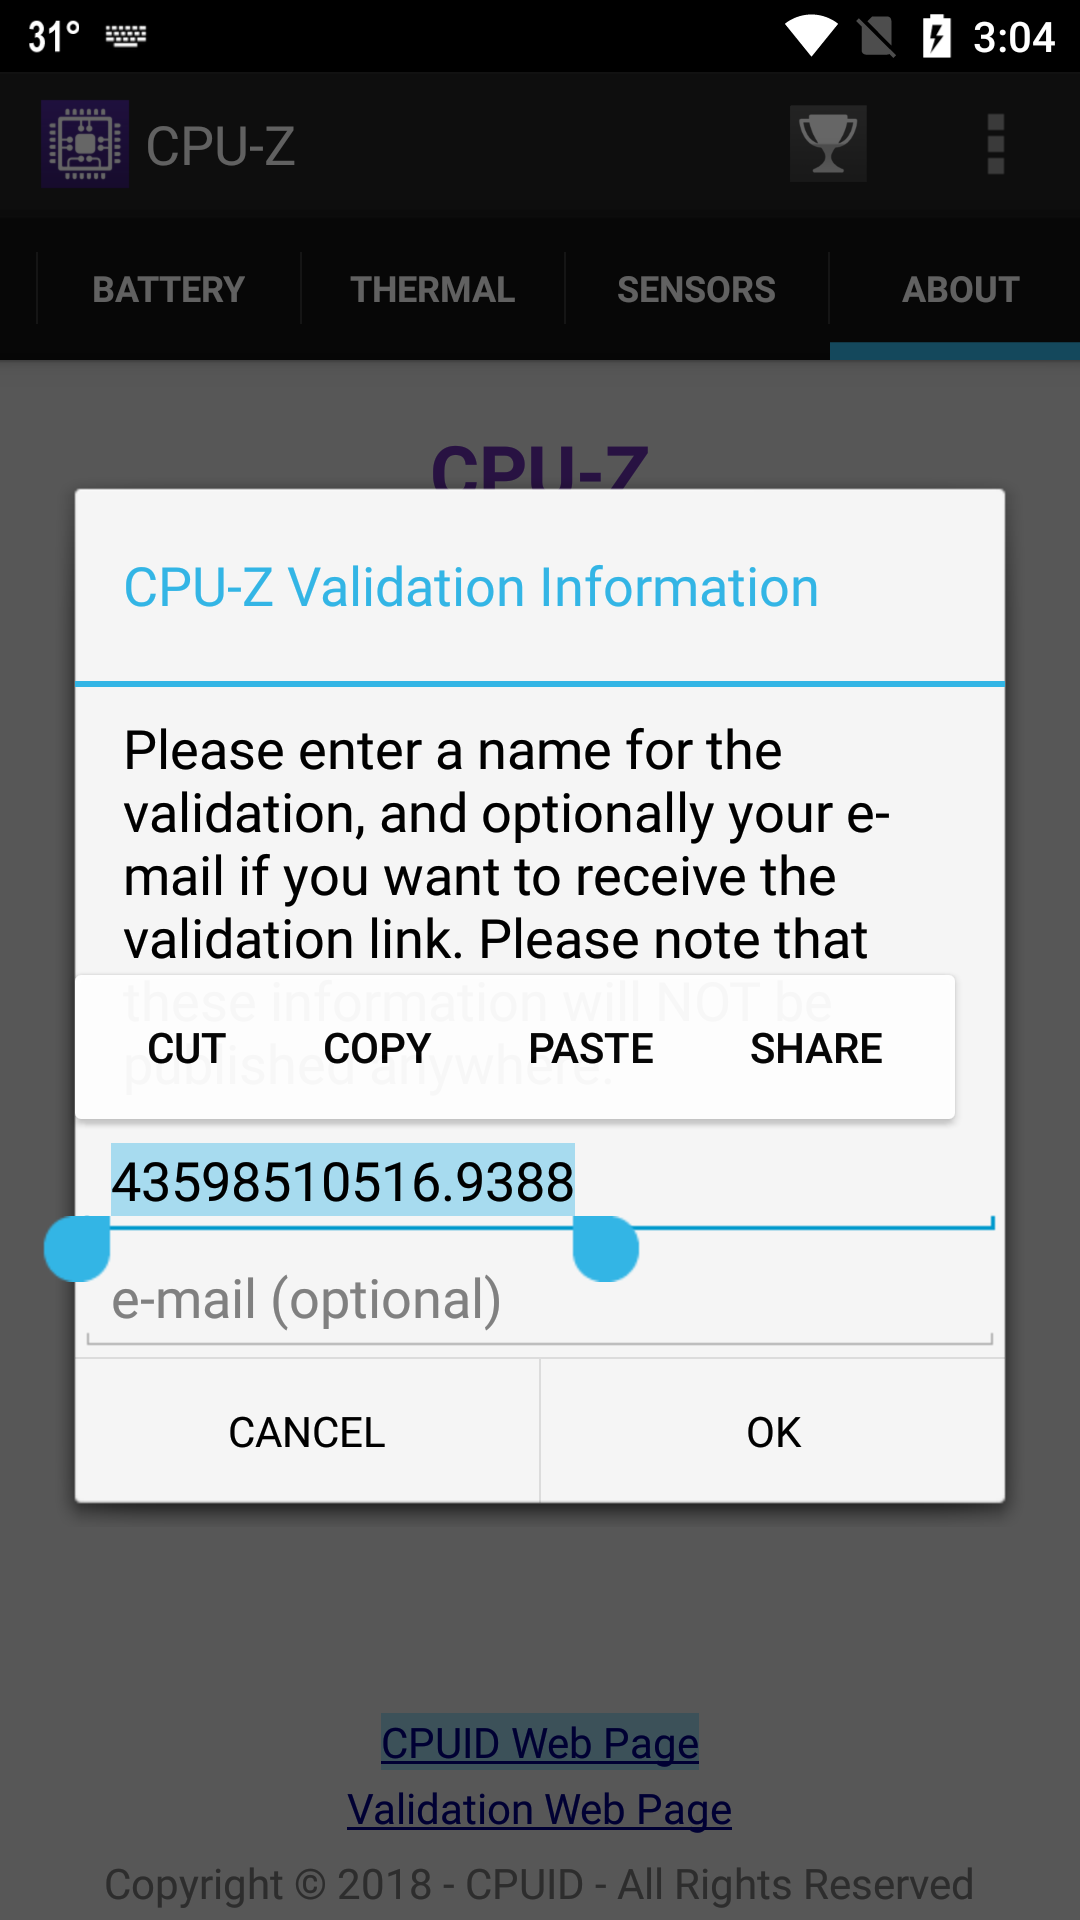 31° 3:04
CPU-Z
BATTERY THERMAL SENSORS ABOUT
CPU-Z
CPU-Z Validation Information
Please enter a name for the
validation, and optionally your e-
mail if you want to receive the
validation link. Please note that
these information will NOT be
published anywhere.
CUT COPY PASTE SHARE
43598510516.9388
e-mail (optional)
CANCEL OK
CPUID Web Page
Validation Web Page
Copyright © 2018 - CPUID - All Rights Reserved